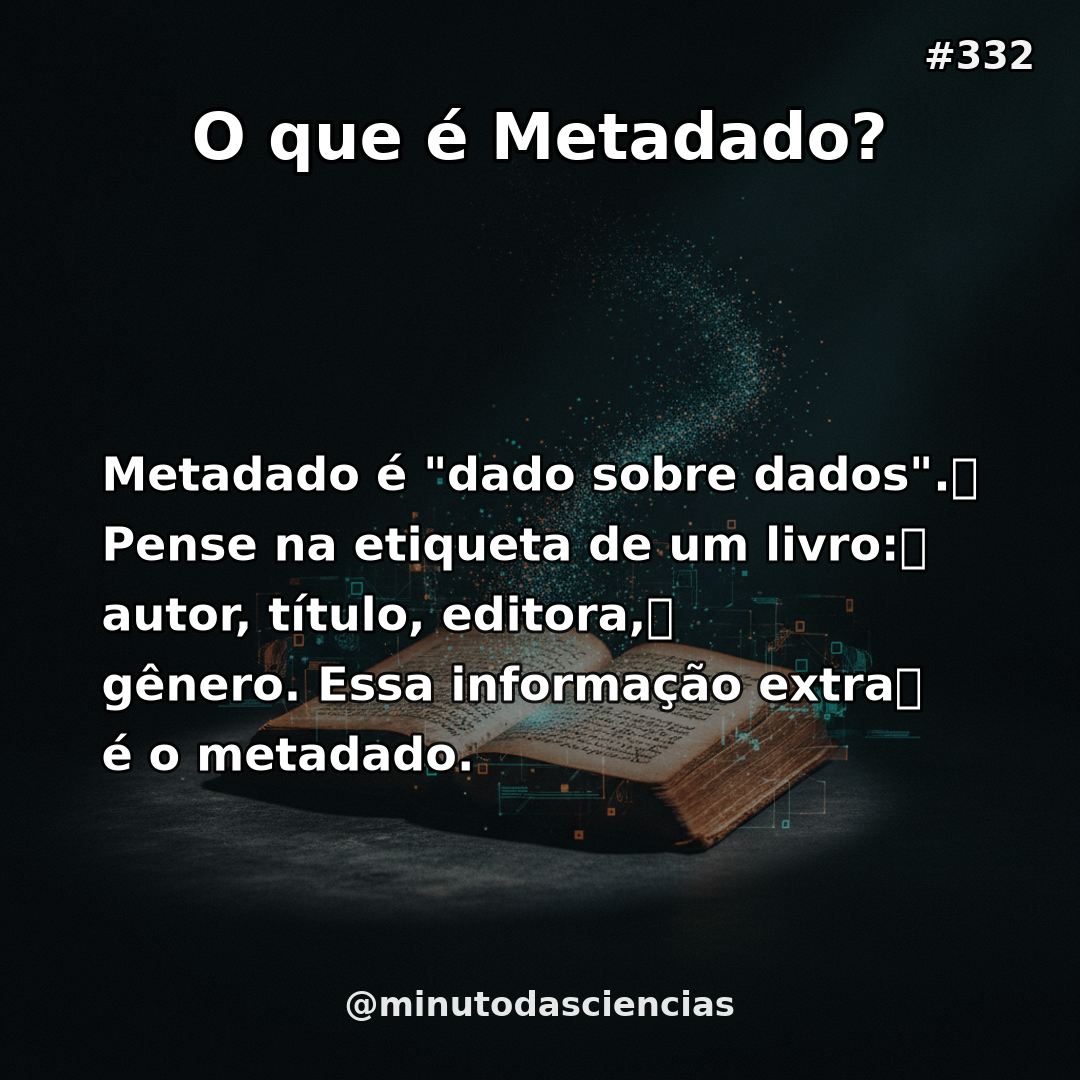 #332
O que é Metadado?
Metadado é "dado sobre dados".▯
Pense na etiqueta de um livro:▯
autor, título, editora,▯
gênero. Essa informação extra▯
é o metadado.
@minutodasciencias